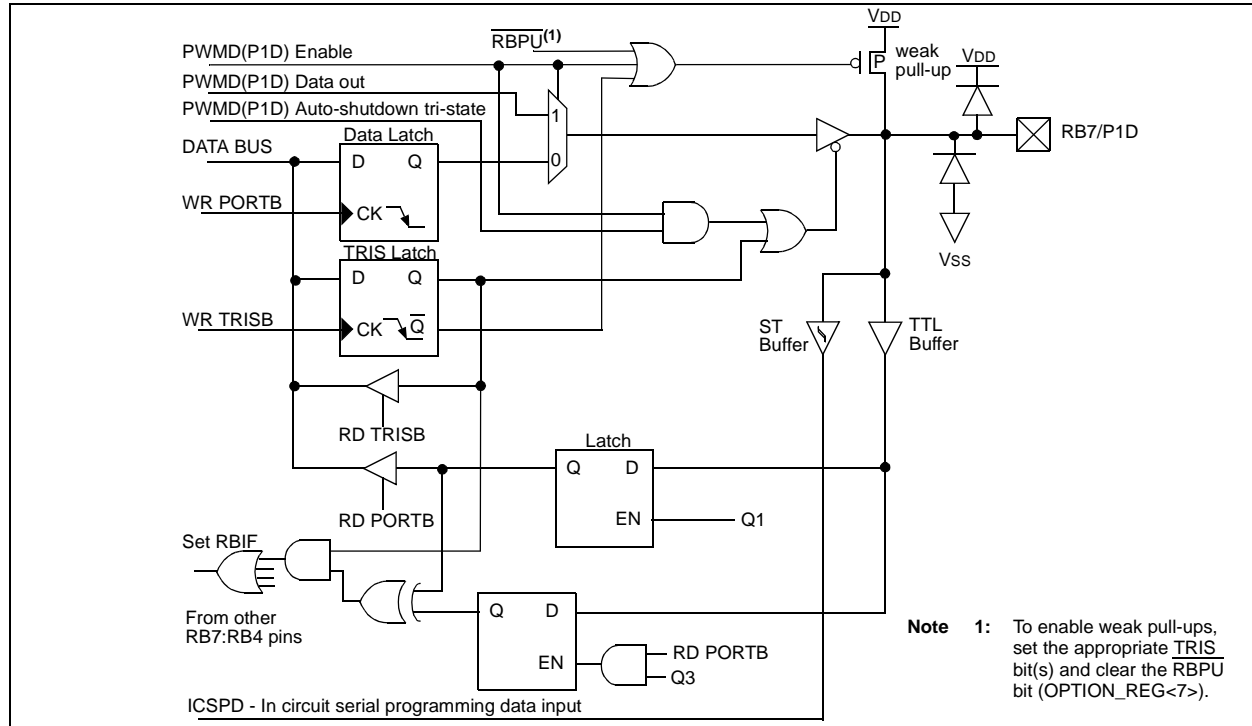 VDD
RBPU(1)
PWMD(P1D) Enable
weak
pull-up
P
VDD
PWMD(P1D) Data out
PWMD(P1D) Auto-shutdown tri-state
1
0
Data Latch
DATA BUS
D Q
RB7/P1D
WR PORTB
CK
VSS
TRIS Latch
D Q
WR TRISB
CK Q
ST
Buffer
TTL
Buffer
RD TRISB
Latch
Q D
EN
Q1
RD PORTB
Set RBIF
From other
RB7:RB4 pins
Q D
EN
RD PORTB
Q3
Note 1: To enable weak pull-ups,
set the appropriate TRIS
bit(s) and clear the RBPU
bit (OPTION_REG<7>).
ICSPD - In circuit serial programming data input